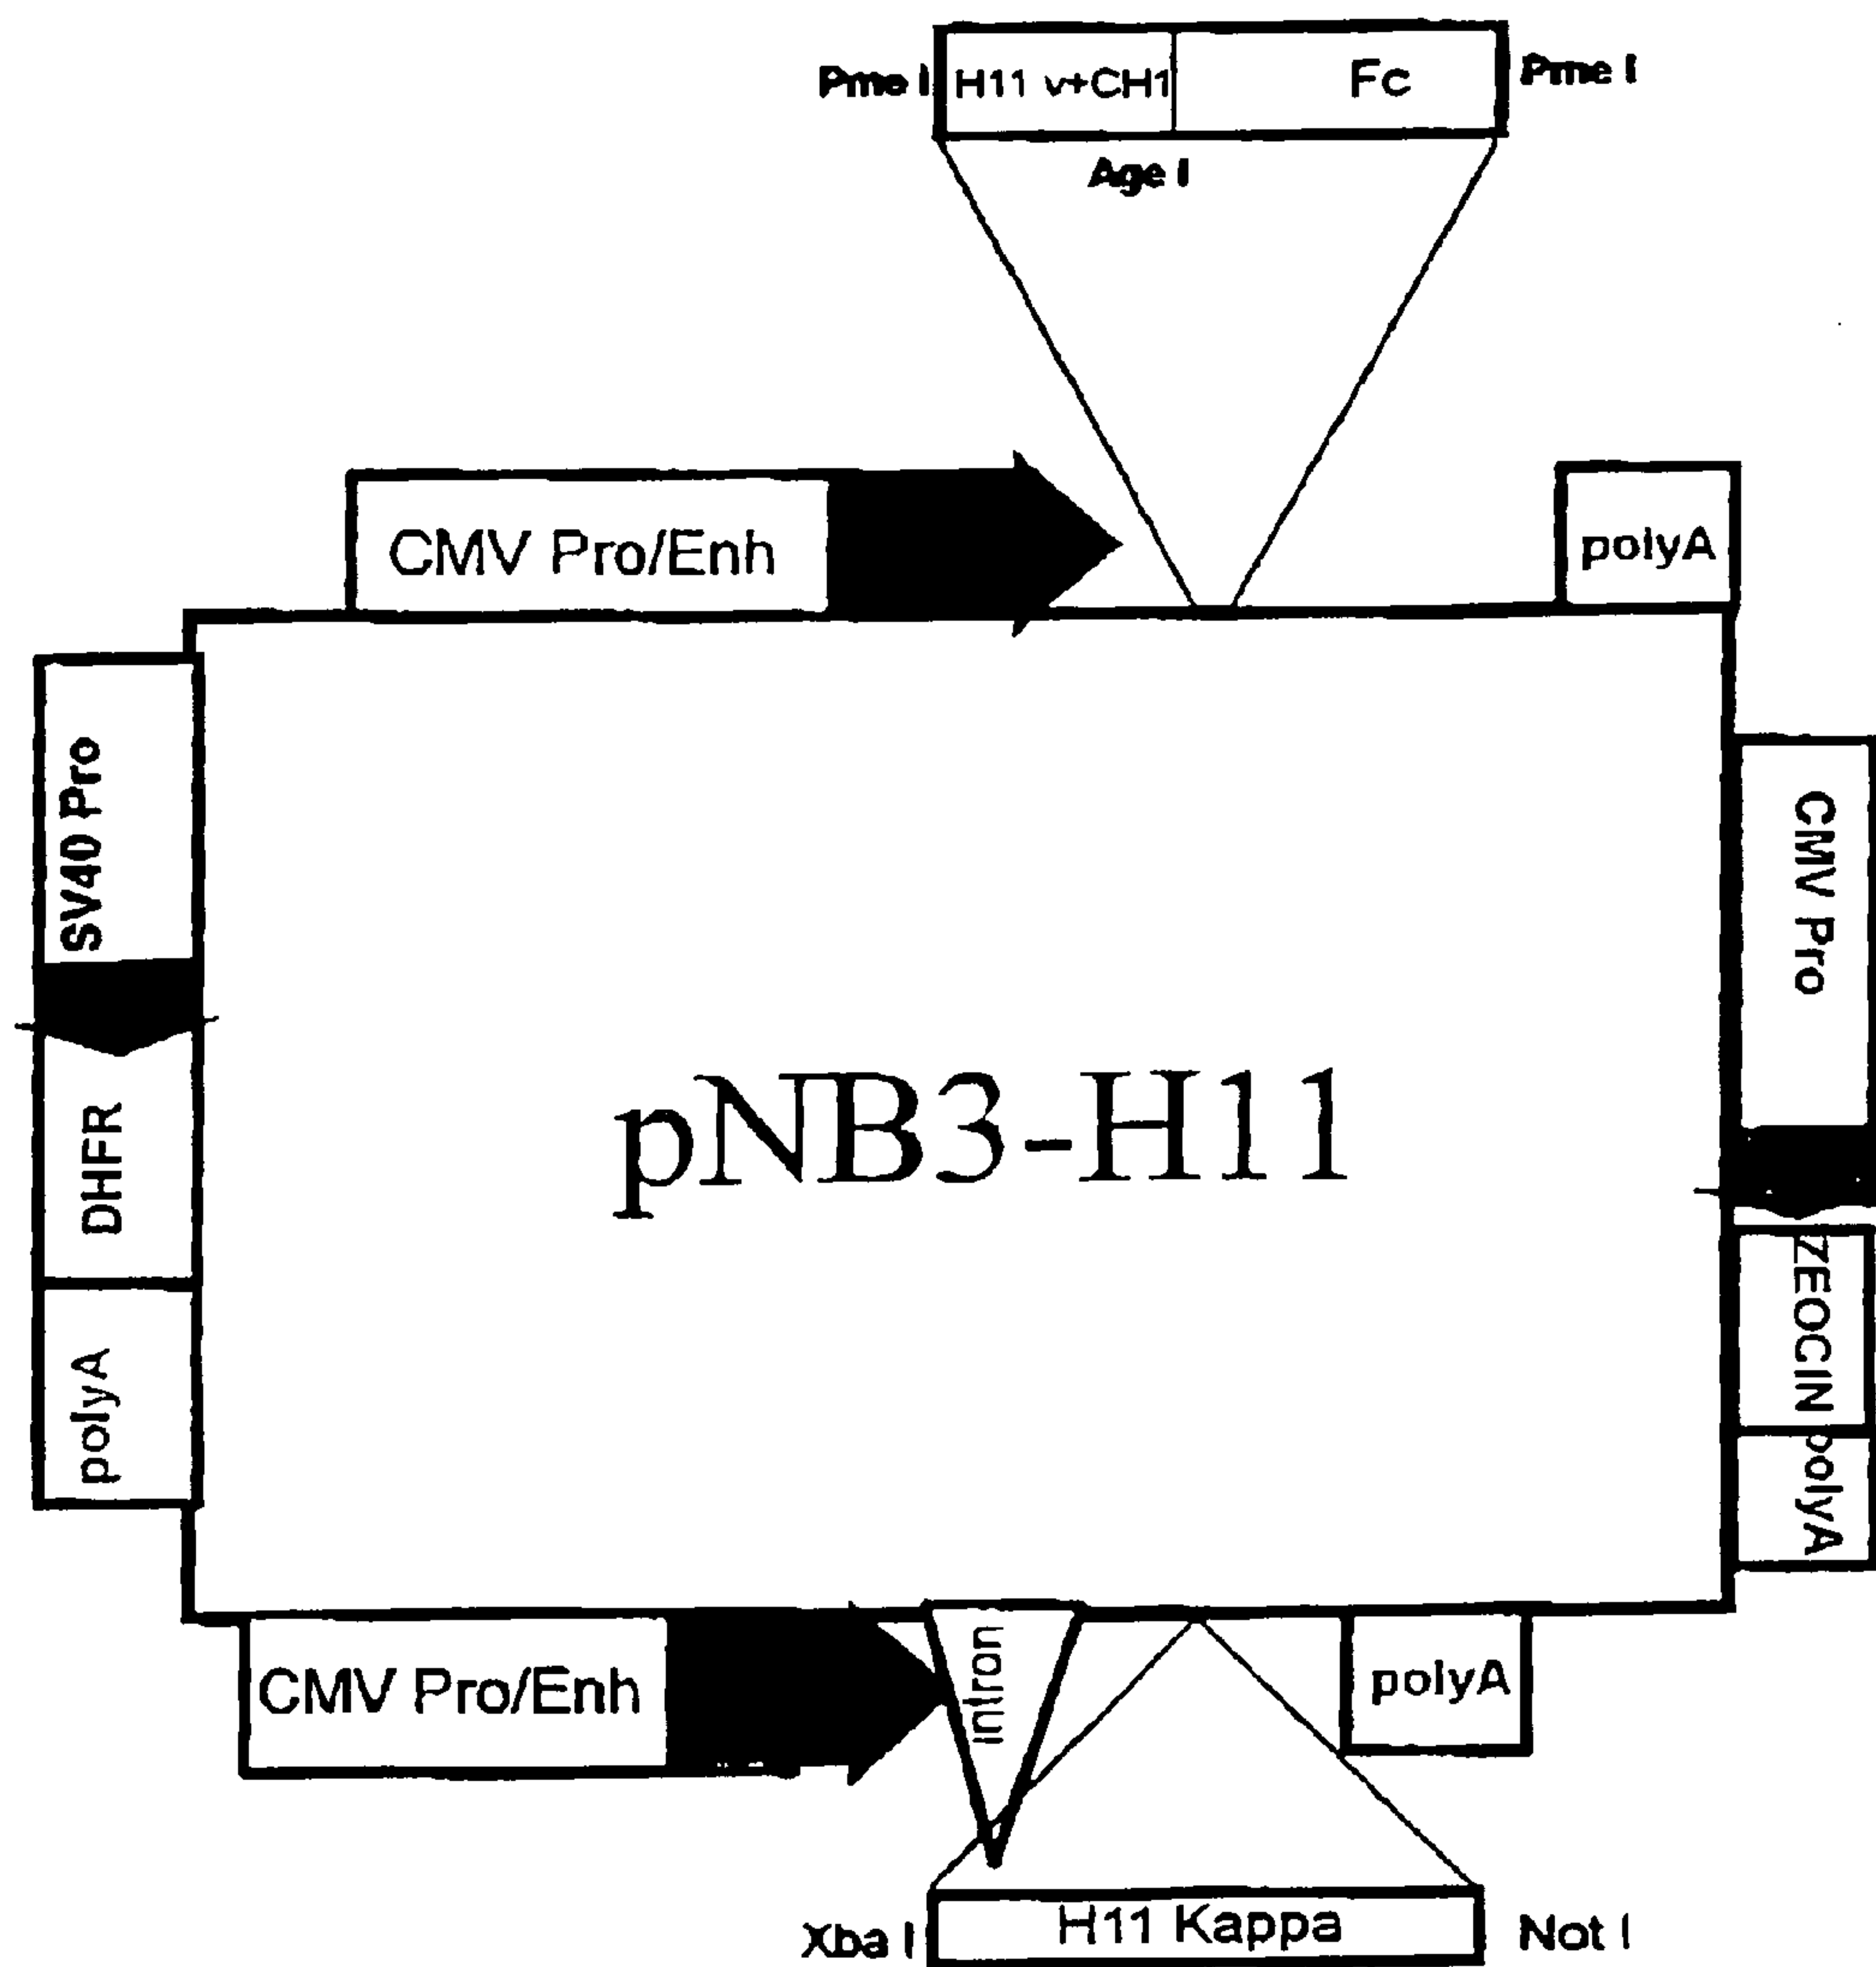 Pme I H11 v+CH1 Fc Pme I
Age I
CMV Pro/Enh
polyA
SV40 Pro
DHFR
polyA
pNB3-H11
CMV Pro
ZEOCIN
polyA
CMV Pro/Enh
intron
polyA
Xba I H11 Kappa Not I